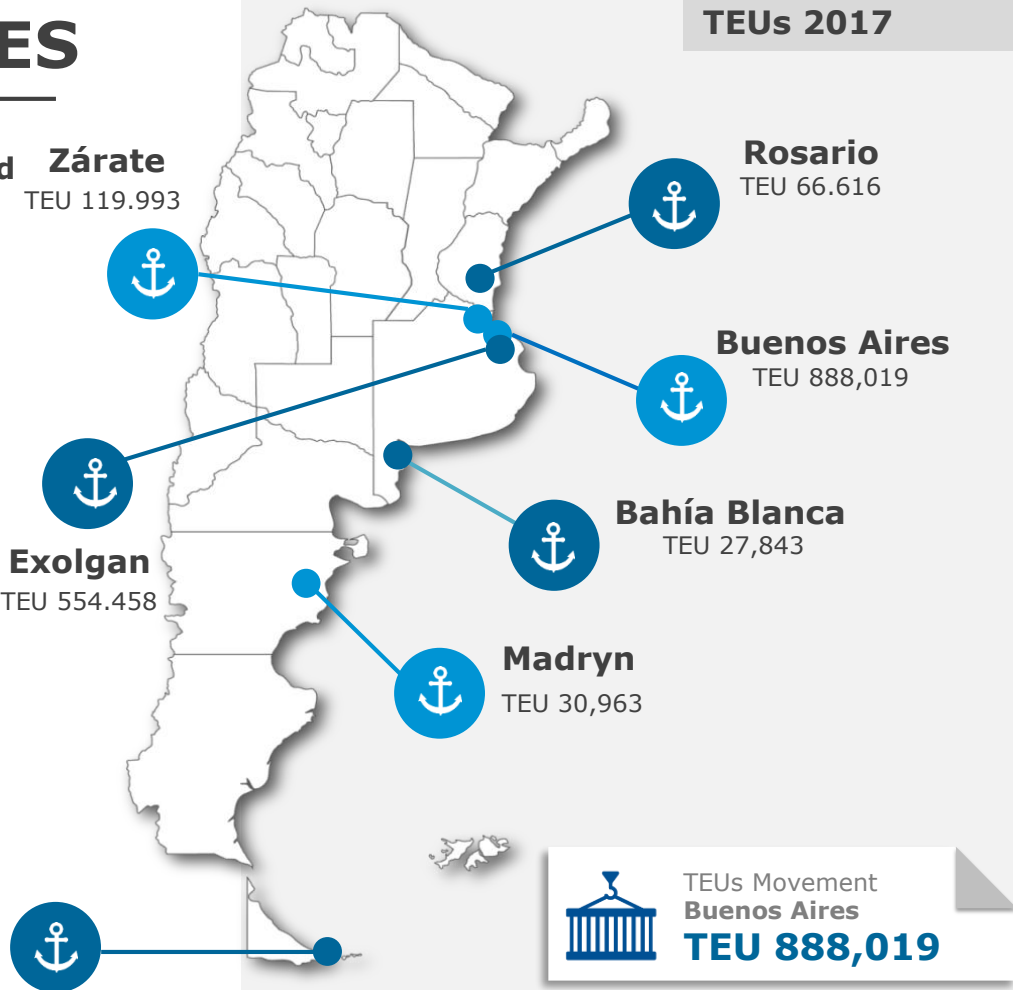 ES
TEUs 2017
d
Zárate
TEU 119.993
Rosario
TEU 66.616
Buenos Aires
TEU 888,019
Exolgan
TEU 554.458
Bahía Blanca
TEU 27,843
Madryn
TEU 30,963
TEUs Movement
Buenos Aires
TEU 888,019